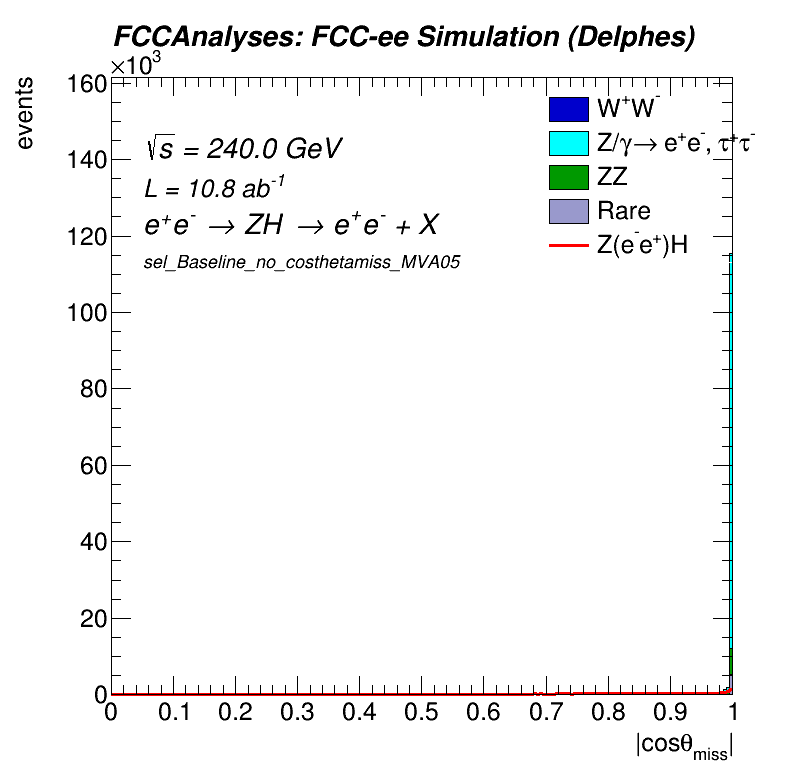 FCCAnalyses: FCC-ee Simulation (Delphes)
×10³
events
160
140
120
100
80
60
40
20
0
√s = 240.0 GeV
L = 10.8 ab⁻¹
e⁺e⁻ → ZH → e⁺e⁻ + X
sel_Baseline_no_costhetamiss_MVA05
W⁺W⁻
Z/γ→ e⁺e⁻, τ⁺τ⁻
ZZ
Rare
Z(e⁻e⁺)H
0 0.1 0.2 0.3 0.4 0.5 0.6 0.7 0.8 0.9 1
|cosθ_miss|